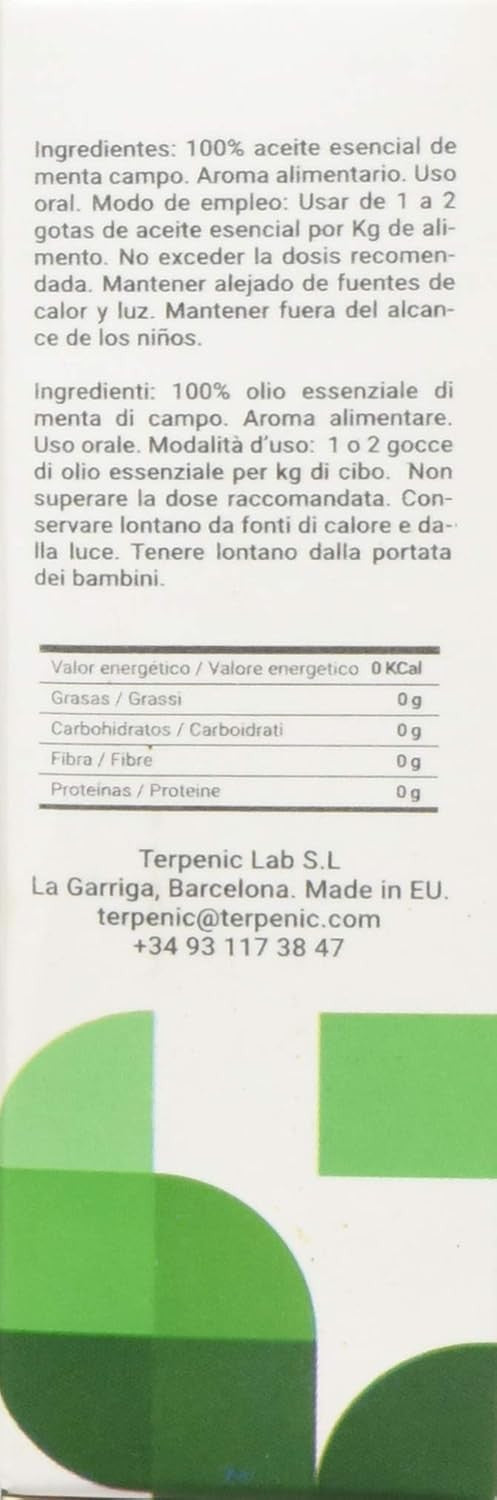 Ingredientes: 100% aceite esencial de
menta campo. Aroma alimentario. Uso
oral. Modo de empleo: Usar de 1 a 2
gotas de aceite esencial por Kg de ali-
mento. No exceder la dosis recomen-
dada. Mantener alejado de fuentes de
calor y luz. Mantener fuera del alcan-
ce de los niños.
Ingredienti: 100% olio essenziale di
menta di campo. Aroma alimentare.
Uso orale. Modalità d'uso: 1 o 2 gocce
di olio essenziale per kg di cibo. Non
superare la dose raccomandata. Con-
servare lontano da fonti di calore e da-
lla luce. Tenere lontano dalla portata
dei bambini.
Valor energético / Valore energetico 0 KCal
Grasas / Grassi 0 g
Carbohidratos / Carboidrati 0 g
Fibra / Fibre 0 g
Proteínas / Proteine 0 g
Terpenic Lab S.L
La Garriga, Barcelona. Made in EU.
terpenic@terpenic.com
+34 93 117 38 47